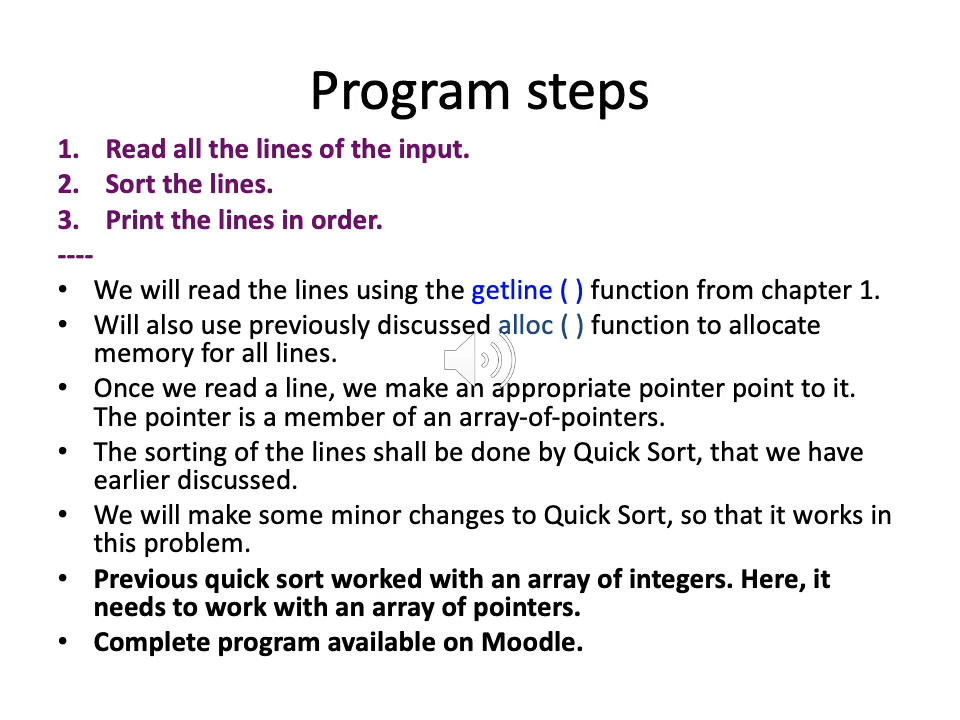 Program steps
1. Read all the lines of the input.
2. Sort the lines.
3. Print the lines in order.
----
• We will read the lines using the getline ( ) function from chapter 1.
• Will also use previously discussed alloc ( ) function to allocate
memory for all lines.
• Once we read a line, we make an appropriate pointer point to it.
The pointer is a member of an array-of-pointers.
• The sorting of the lines shall be done by Quick Sort, that we have
earlier discussed.
• We will make some minor changes to Quick Sort, so that it works in
this problem.
• Previous quick sort worked with an array of integers. Here, it
needs to work with an array of pointers.
• Complete program available on Moodle.